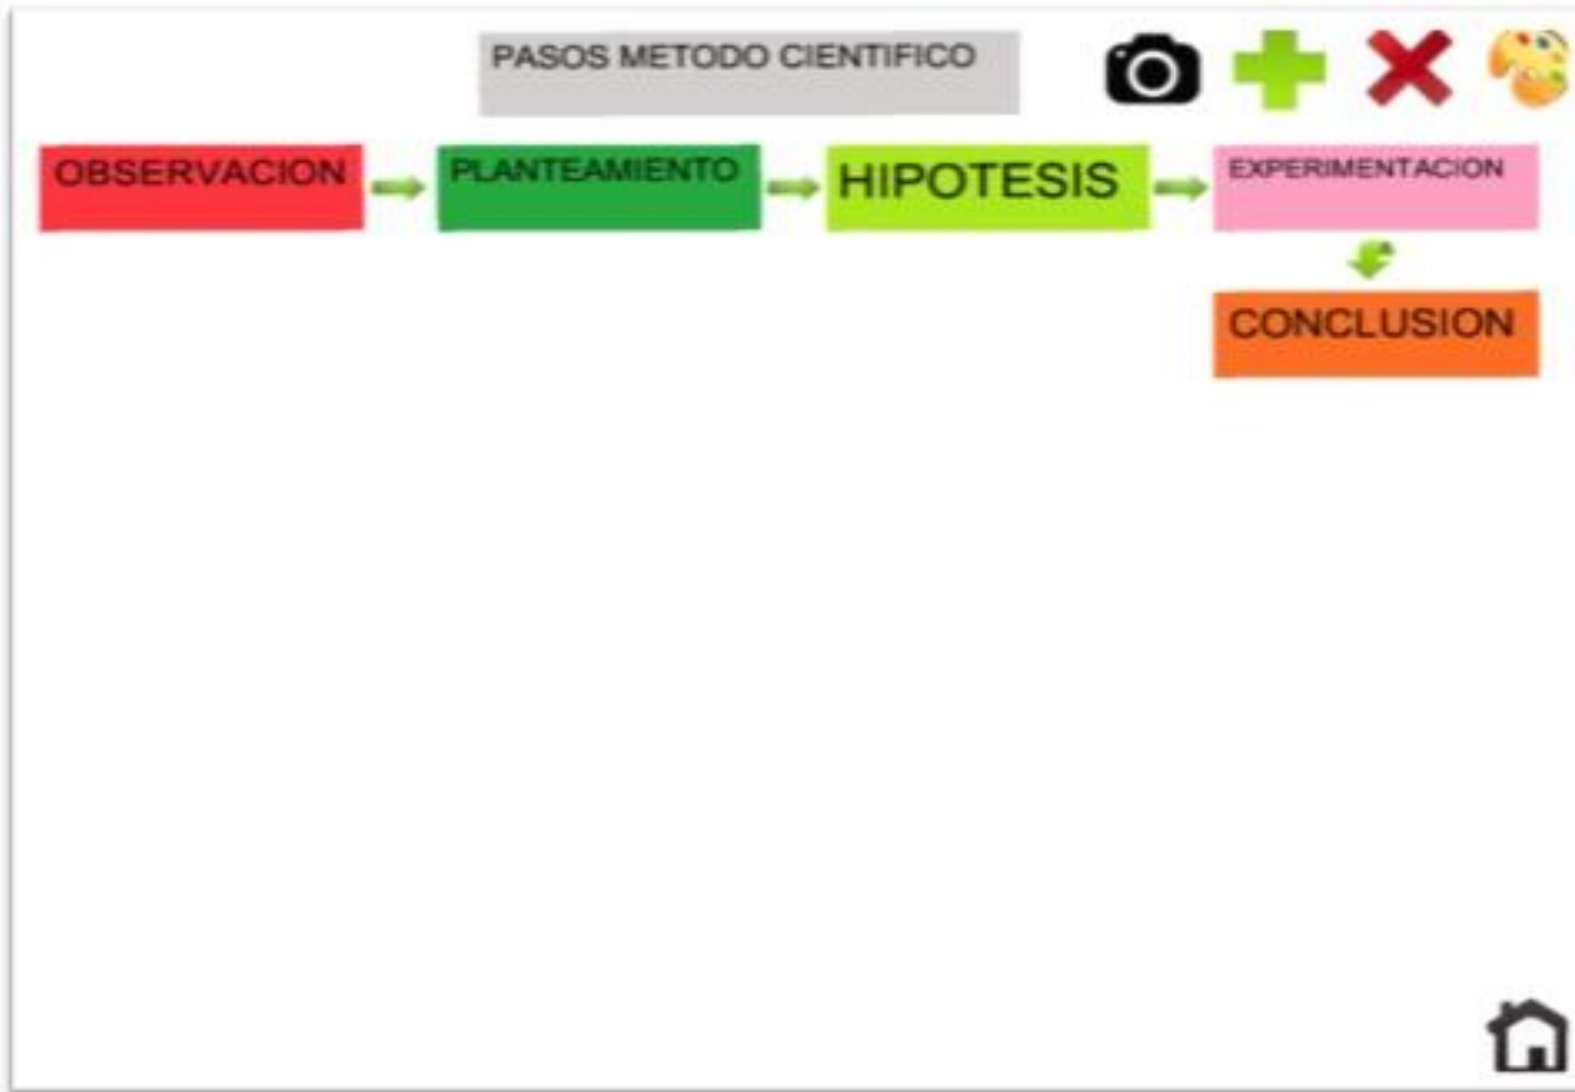 PASOS METODO CIENTIFICO
OBSERVACION
PLANTEAMIENTO
HIPOTESIS
EXPERIMENTACION
CONCLUSION